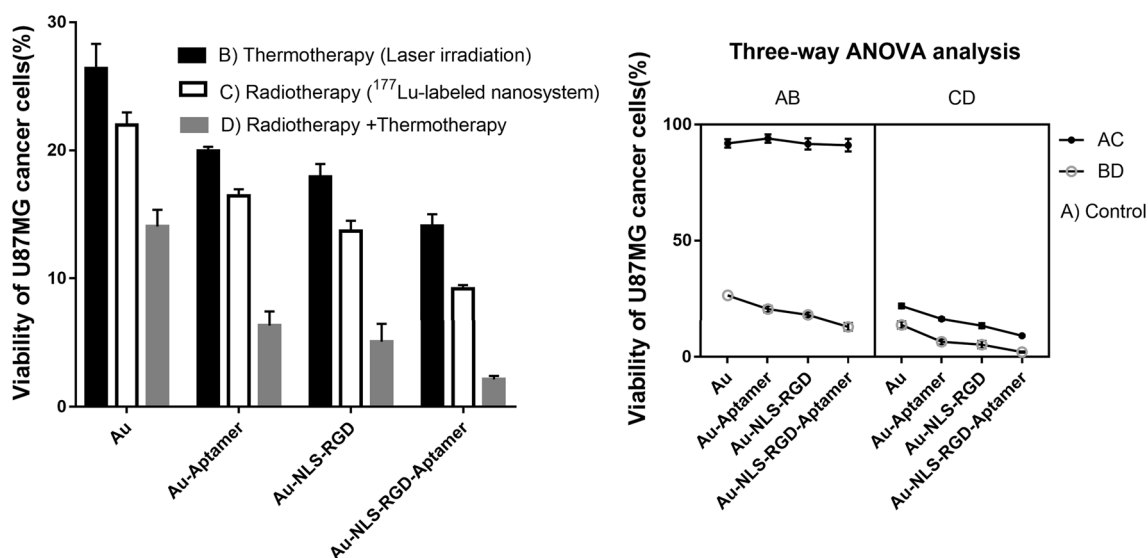 Viability of U87MG cancer cells(%)
30
20
10
0
B) Thermotherapy (Laser irradiation)
C) Radiotherapy (¹⁷⁷Lu-labeled nanosystem)
D) Radiotherapy +Thermotherapy
Au
Au-Aptamer
Au-NLS-RGD
Au-NLS-RGD-Aptamer
Three-way ANOVA analysis
AB
CD
Viability of U87MG cancer cells(%)
100
50
0
AC
BD
A) Control
Au
Au-Aptamer
Au-NLS-RGD
Au-NLS-RGD-Aptamer
Au
Au-Aptamer
Au-NLS-RGD
Au-NLS-RGD-Aptamer